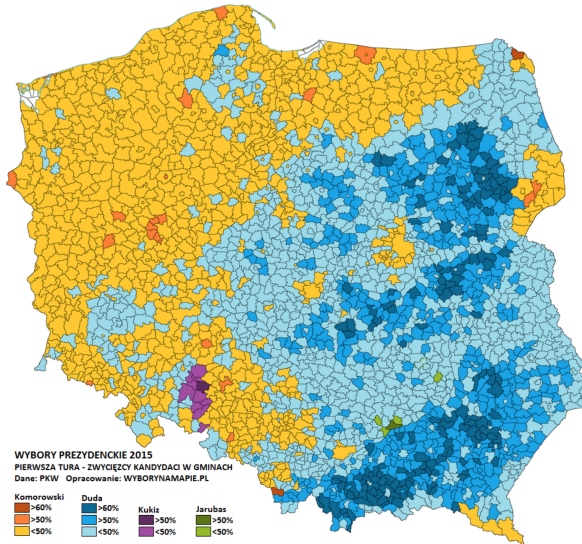 WYBORY PREZYDENCKIE 2015
PIERWSZA TURA - ZWYCIĘZCY KANDYDACI W GMINACH
Dane: PKW Opracowanie: WYBORYNAMAPIE.PL
Komorowski Duda Kukiz Jarubas
>60% >60% >50% >50%
>50% >50% <50% <50%
<50% <50%